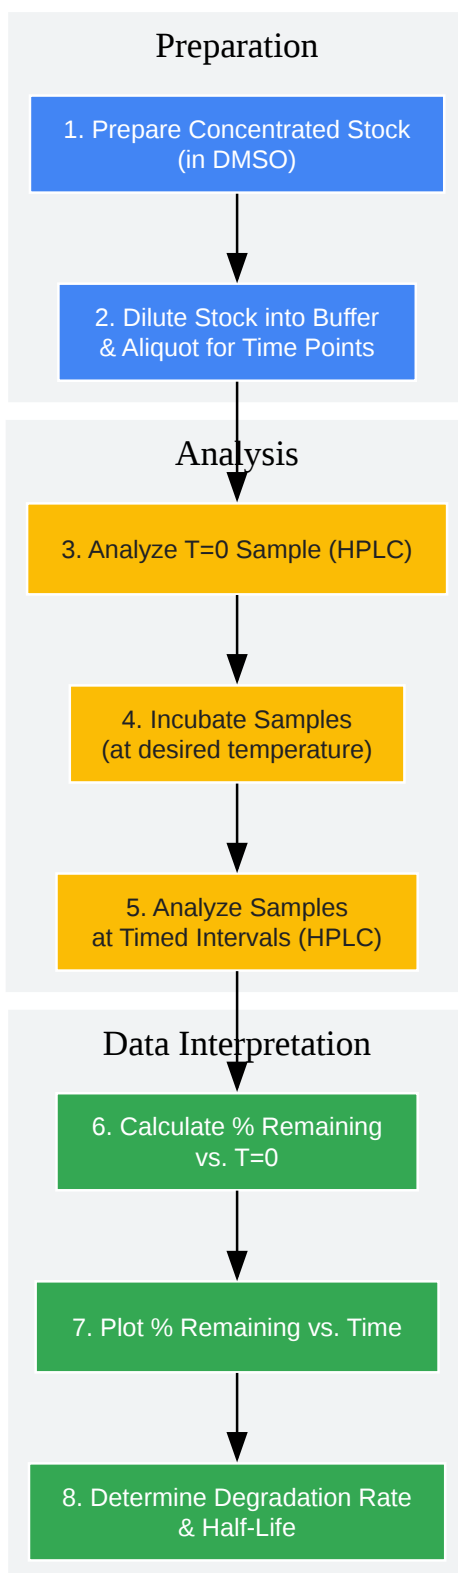 Preparation
1. Prepare Concentrated Stock
(in DMSO)
2. Dilute Stock into Buffer
& Aliquot for Time Points
Analysis
3. Analyze T=0 Sample (HPLC)
4. Incubate Samples
(at desired temperature)
5. Analyze Samples
at Timed Intervals (HPLC)
Data Interpretation
6. Calculate % Remaining
vs. T=0
7. Plot % Remaining vs. Time
8. Determine Degradation Rate
& Half-Life